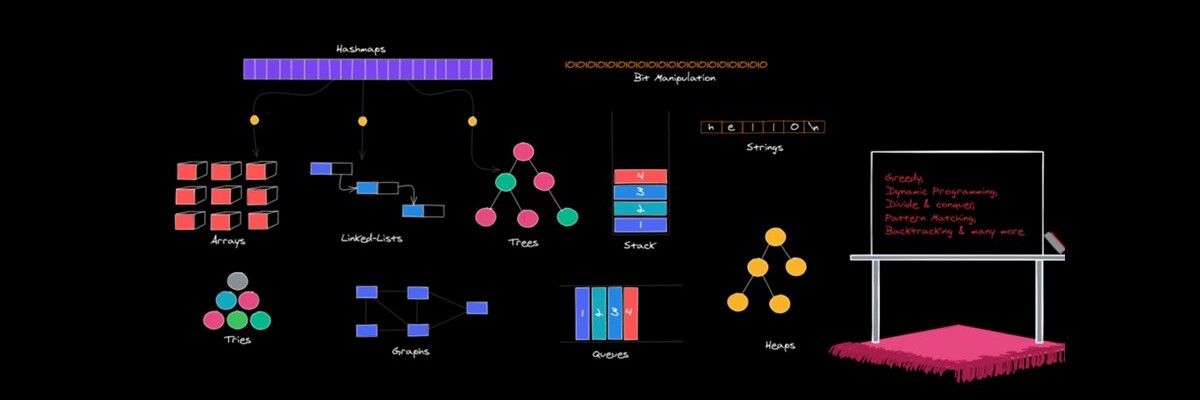 Hashmaps
IOIOIOIOIOIOIOIOIOIOIOIOIOIOIOIOIOIOIO
Bit Manipulation
h e l l o \n
Strings
Arrays
Linked-Lists
Trees
4
3
2
1
Stack
Greedy,
Dynamic Programming,
Divide & conquer,
Pattern Matching,
Backtracking & many more
Tries
Graphs
1 2 3 4
Queues
Heaps